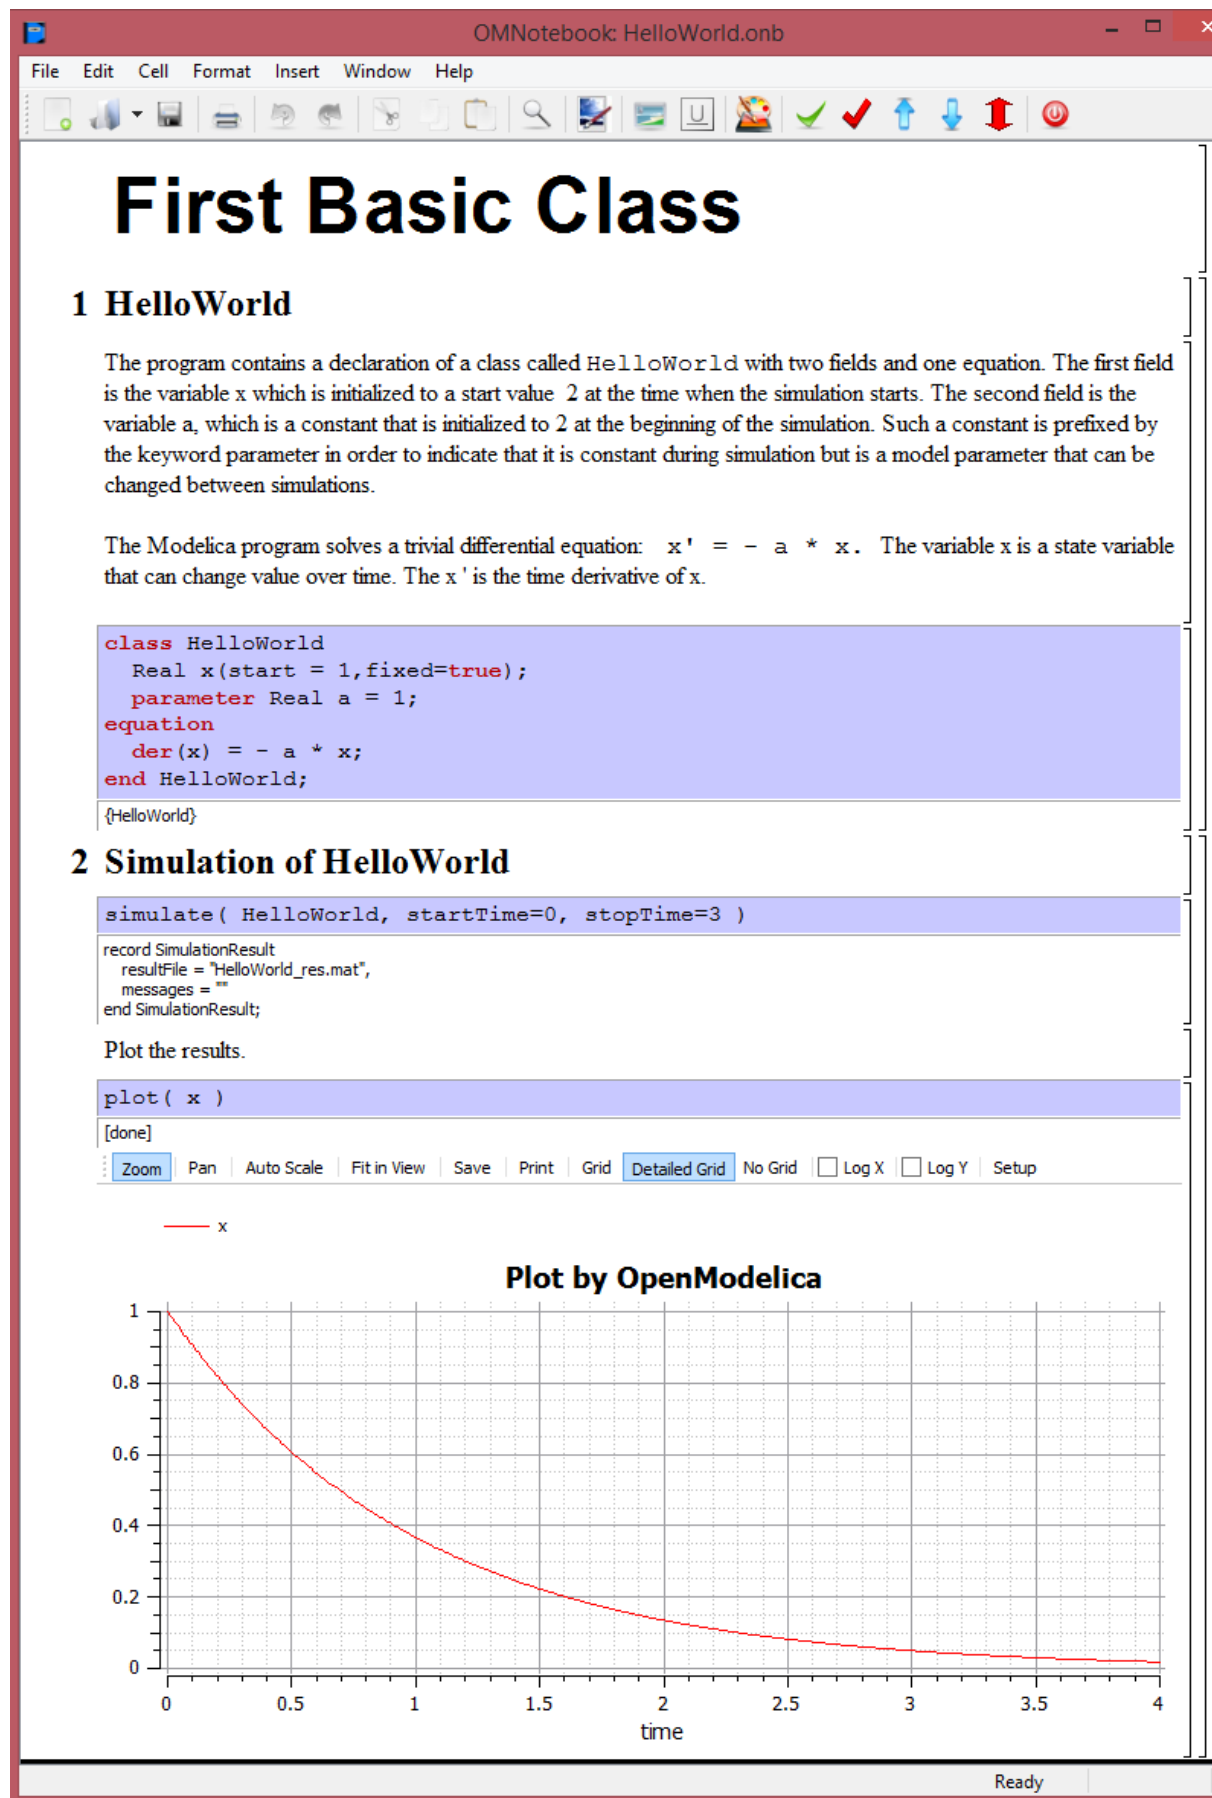 OMNotebook: HelloWorld.onb
File Edit Cell Format Insert Window Help
U
First Basic Class
1 HelloWorld
The program contains a declaration of a class called HelloWorld with two fields and one equation. The first field
is the variable x which is initialized to a start value 2 at the time when the simulation starts. The second field is the
variable a, which is a constant that is initialized to 2 at the beginning of the simulation. Such a constant is prefixed by
the keyword parameter in order to indicate that it is constant during simulation but is a model parameter that can be
changed between simulations.
The Modelica program solves a trivial differential equation: x' = - a * x. The variable x is a state variable
that can change value over time. The x ' is the time derivative of x.
class HelloWorld
Real x(start = 1,fixed=true);
parameter Real a = 1;
equation
der(x) = - a * x;
end HelloWorld;
{HelloWorld}
2 Simulation of HelloWorld
simulate( HelloWorld, startTime=0, stopTime=3 )
record SimulationResult
resultFile = "HelloWorld_res.mat",
messages = ""
end SimulationResult;
Plot the results.
plot( x )
[done]
Zoom Pan Auto Scale Fit in View Save Print Grid Detailed Grid No Grid Log X Log Y Setup
x
Plot by OpenModelica
1
0.8
0.6
0.4
0.2
0
0 0.5 1 1.5 2 2.5 3 3.5 4
time
Ready